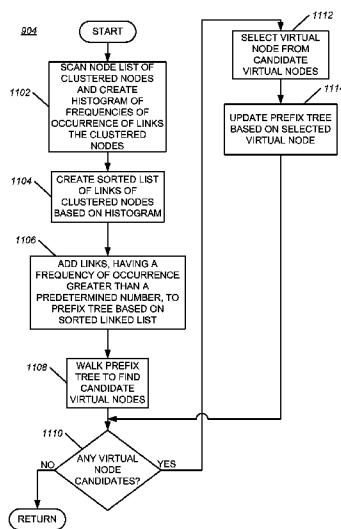 904
START
1102
SCAN NODE LIST OF
CLUSTERED NODES
AND CREATE
HISTOGRAM OF
FREQUENCIES OF
OCCURRENCE OF LINKS
THE CLUSTERED
NODES
1104
CREATE SORTED LIST
OF LINKS OF
CLUSTERED NODES
BASED ON HISTOGRAM
1106
ADD LINKS, HAVING A
FREQUENCY OF OCCURRENCE
GREATER THAN A
PREDETERMINED NUMBER, TO
PREFIX TREE BASED ON
SORTED LINKED LIST
1108
WALK PREFIX
TREE TO FIND
CANDIDATE
VIRTUAL NODES
1110
NO
ANY VIRTUAL
NODE
CANDIDATES?
YES
RETURN
1112
SELECT VIRTUAL
NODE FROM
CANDIDATE
VIRTUAL NODES
1114
UPDATE PREFIX TREE
BASED ON SELECTED
VIRTUAL NODE